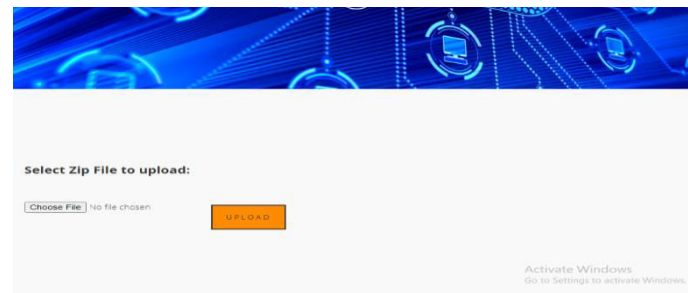 Select Zip File to upload:
Choose File No file chosen
UPLOAD
Activate Windows
Go to Settings to activate Windows.